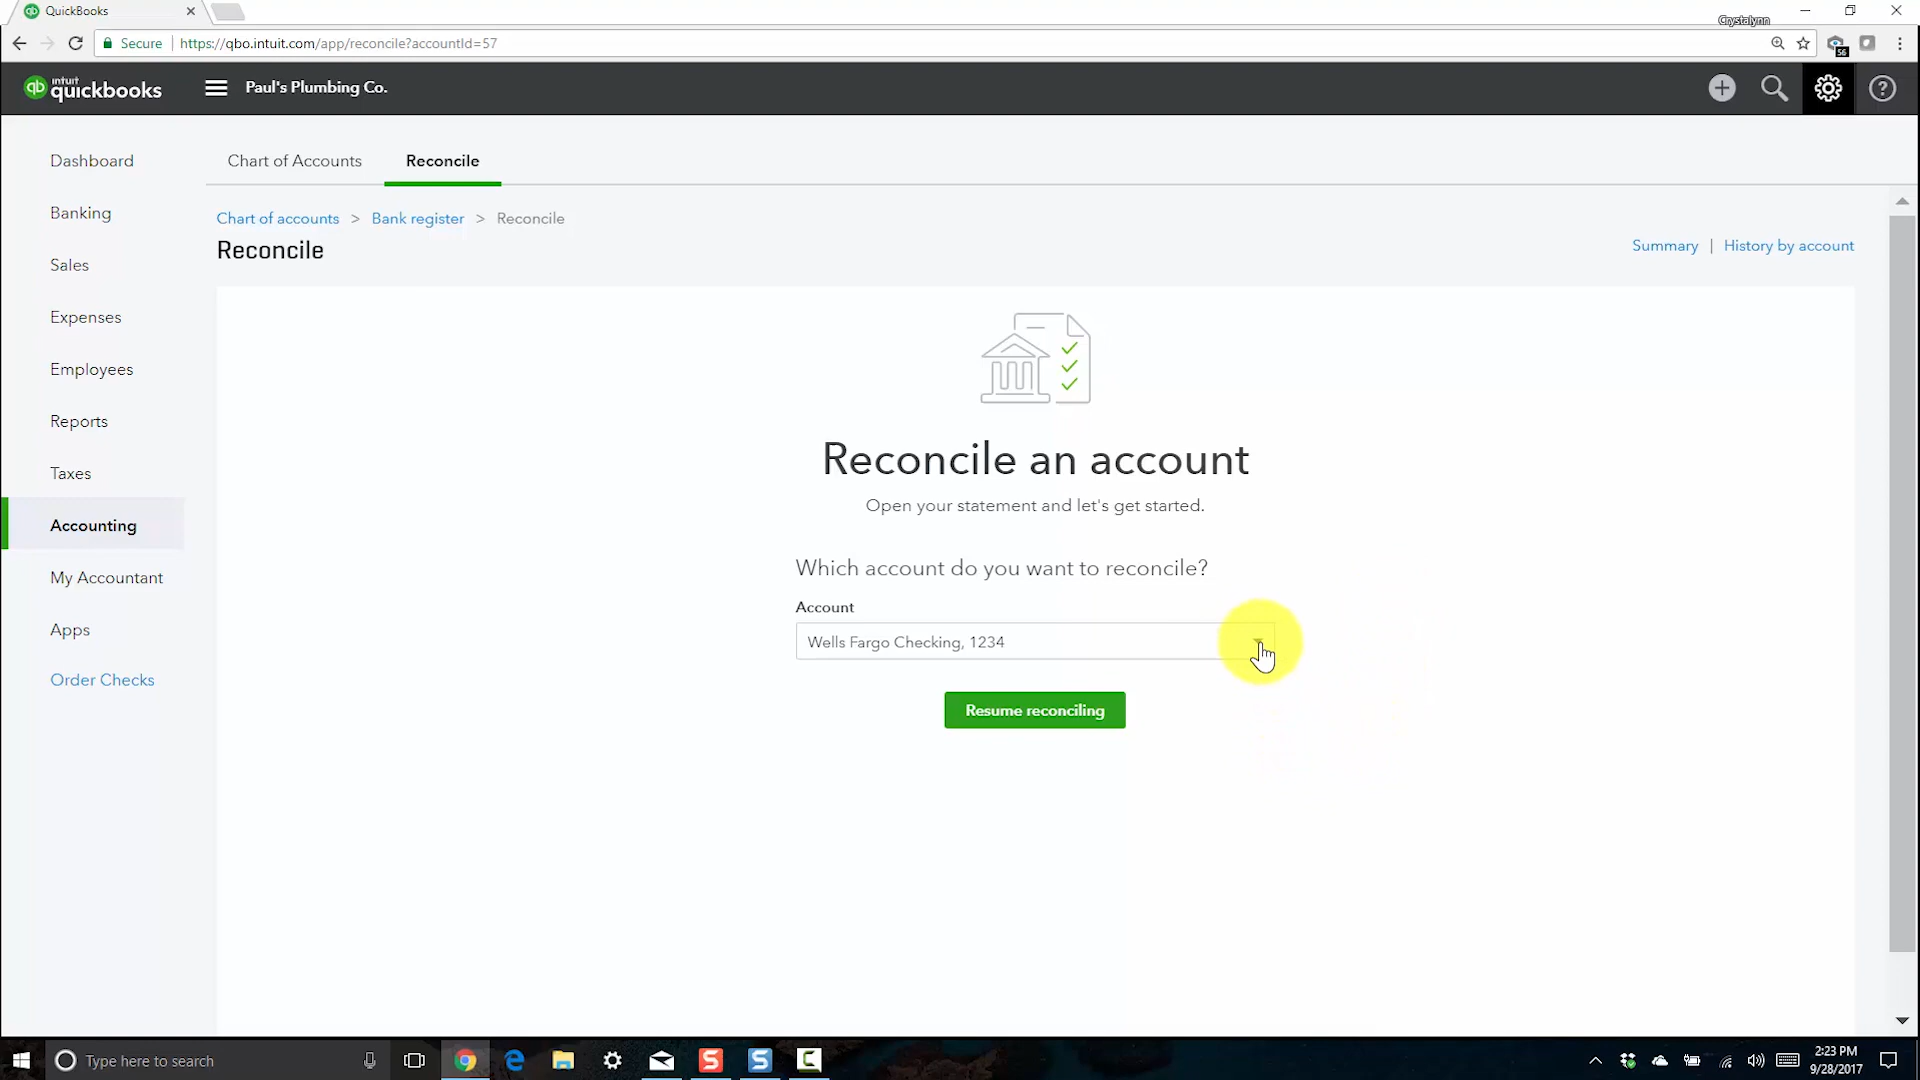 QuickBooks
Crystalynn
Secure
https://qbo.intuit.com/app/reconcile?accountId=57
56
qb intuit quickbooks
Paul's Plumbing Co.
Dashboard
Banking
Sales
Expenses
Employees
Reports
Taxes
Accounting
My Accountant
Apps
Order Checks
Chart of Accounts
Reconcile
Chart of accounts > Bank register > Reconcile
Reconcile
Summary | History by account
Reconcile an account
Open your statement and let's get started.
Which account do you want to reconcile?
Account
Wells Fargo Checking, 1234
Resume reconciling
Type here to search
2:23 PM
9/28/2017